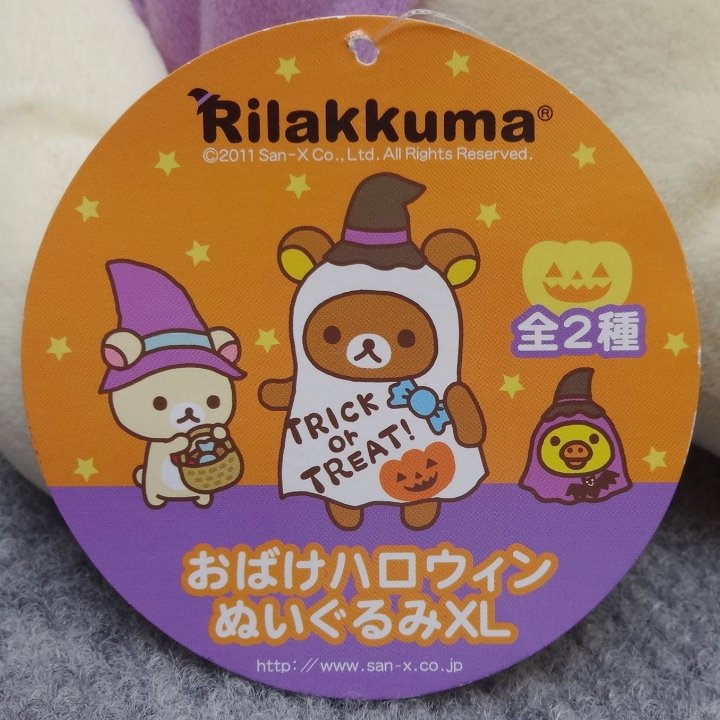 Rilakkuma®
©2011 San-X Co., Ltd. All Rights Reserved.
全2種
TRICK
or
TREAT!
おばけハロウィン
ぬいぐるみXL
http://www.san-x.co.jp